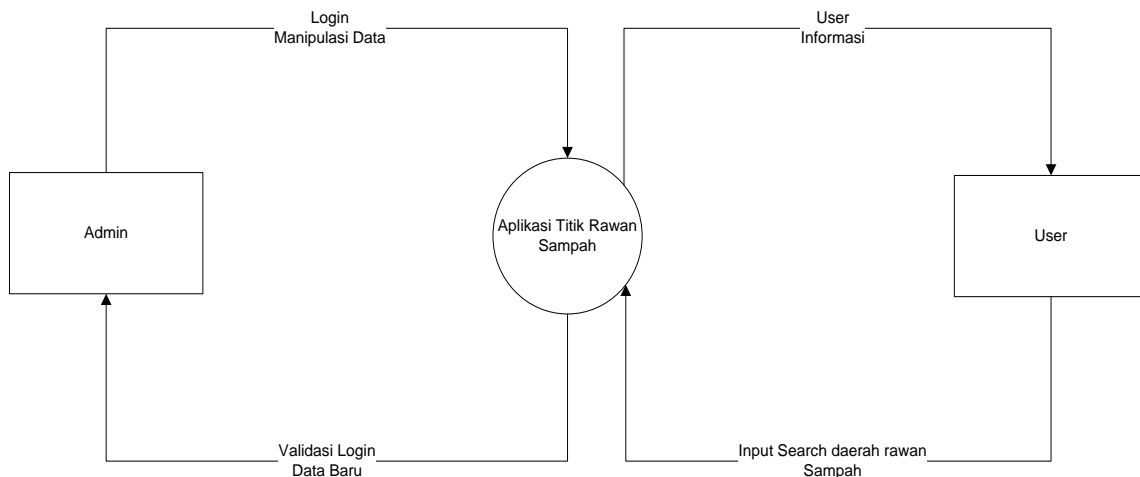 Login
Manipulasi Data
User
Informasi
Admin
Aplikasi Titik Rawan
Sampah
User
Validasi Login
Data Baru
Input Search daerah rawan
Sampah